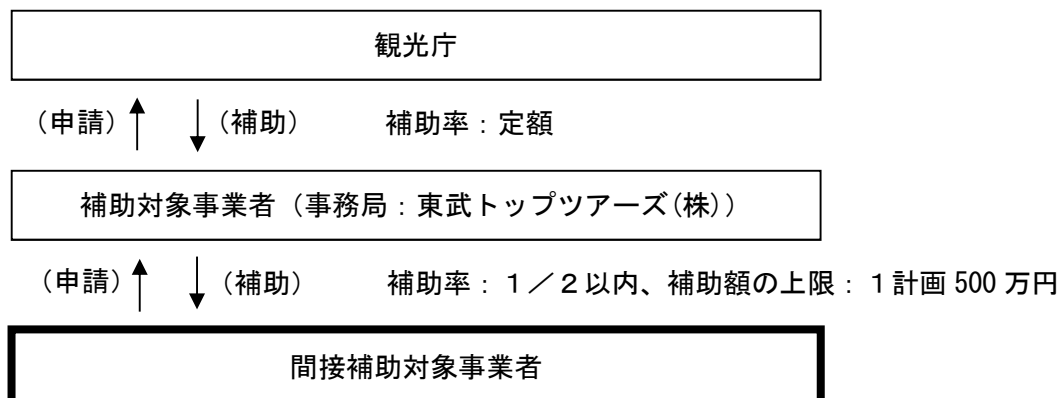 観光庁
（申請） （補助） 補助率：定額
補助対象事業者（事務局：東武トップツアーズ(株)）
（申請） （補助） 補助率：１／２以内、補助額の上限：１計画 500 万円
間接補助対象事業者